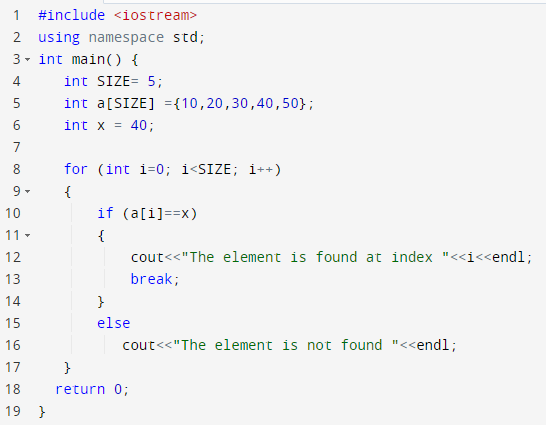 1 #include <iostream>
2 using namespace std;
3 int main() {
4 int SIZE= 5;
5 int a[SIZE] ={10,20,30,40,50};
6 int x = 40;
7
8 for (int i=0; i<SIZE; i++)
9 {
10 if (a[i]==x)
11 {
12 cout<<"The element is found at index "<<i<<endl;
13 break;
14 }
15 else
16 cout<<"The element is not found "<<endl;
17 }
18 return 0;
19 }